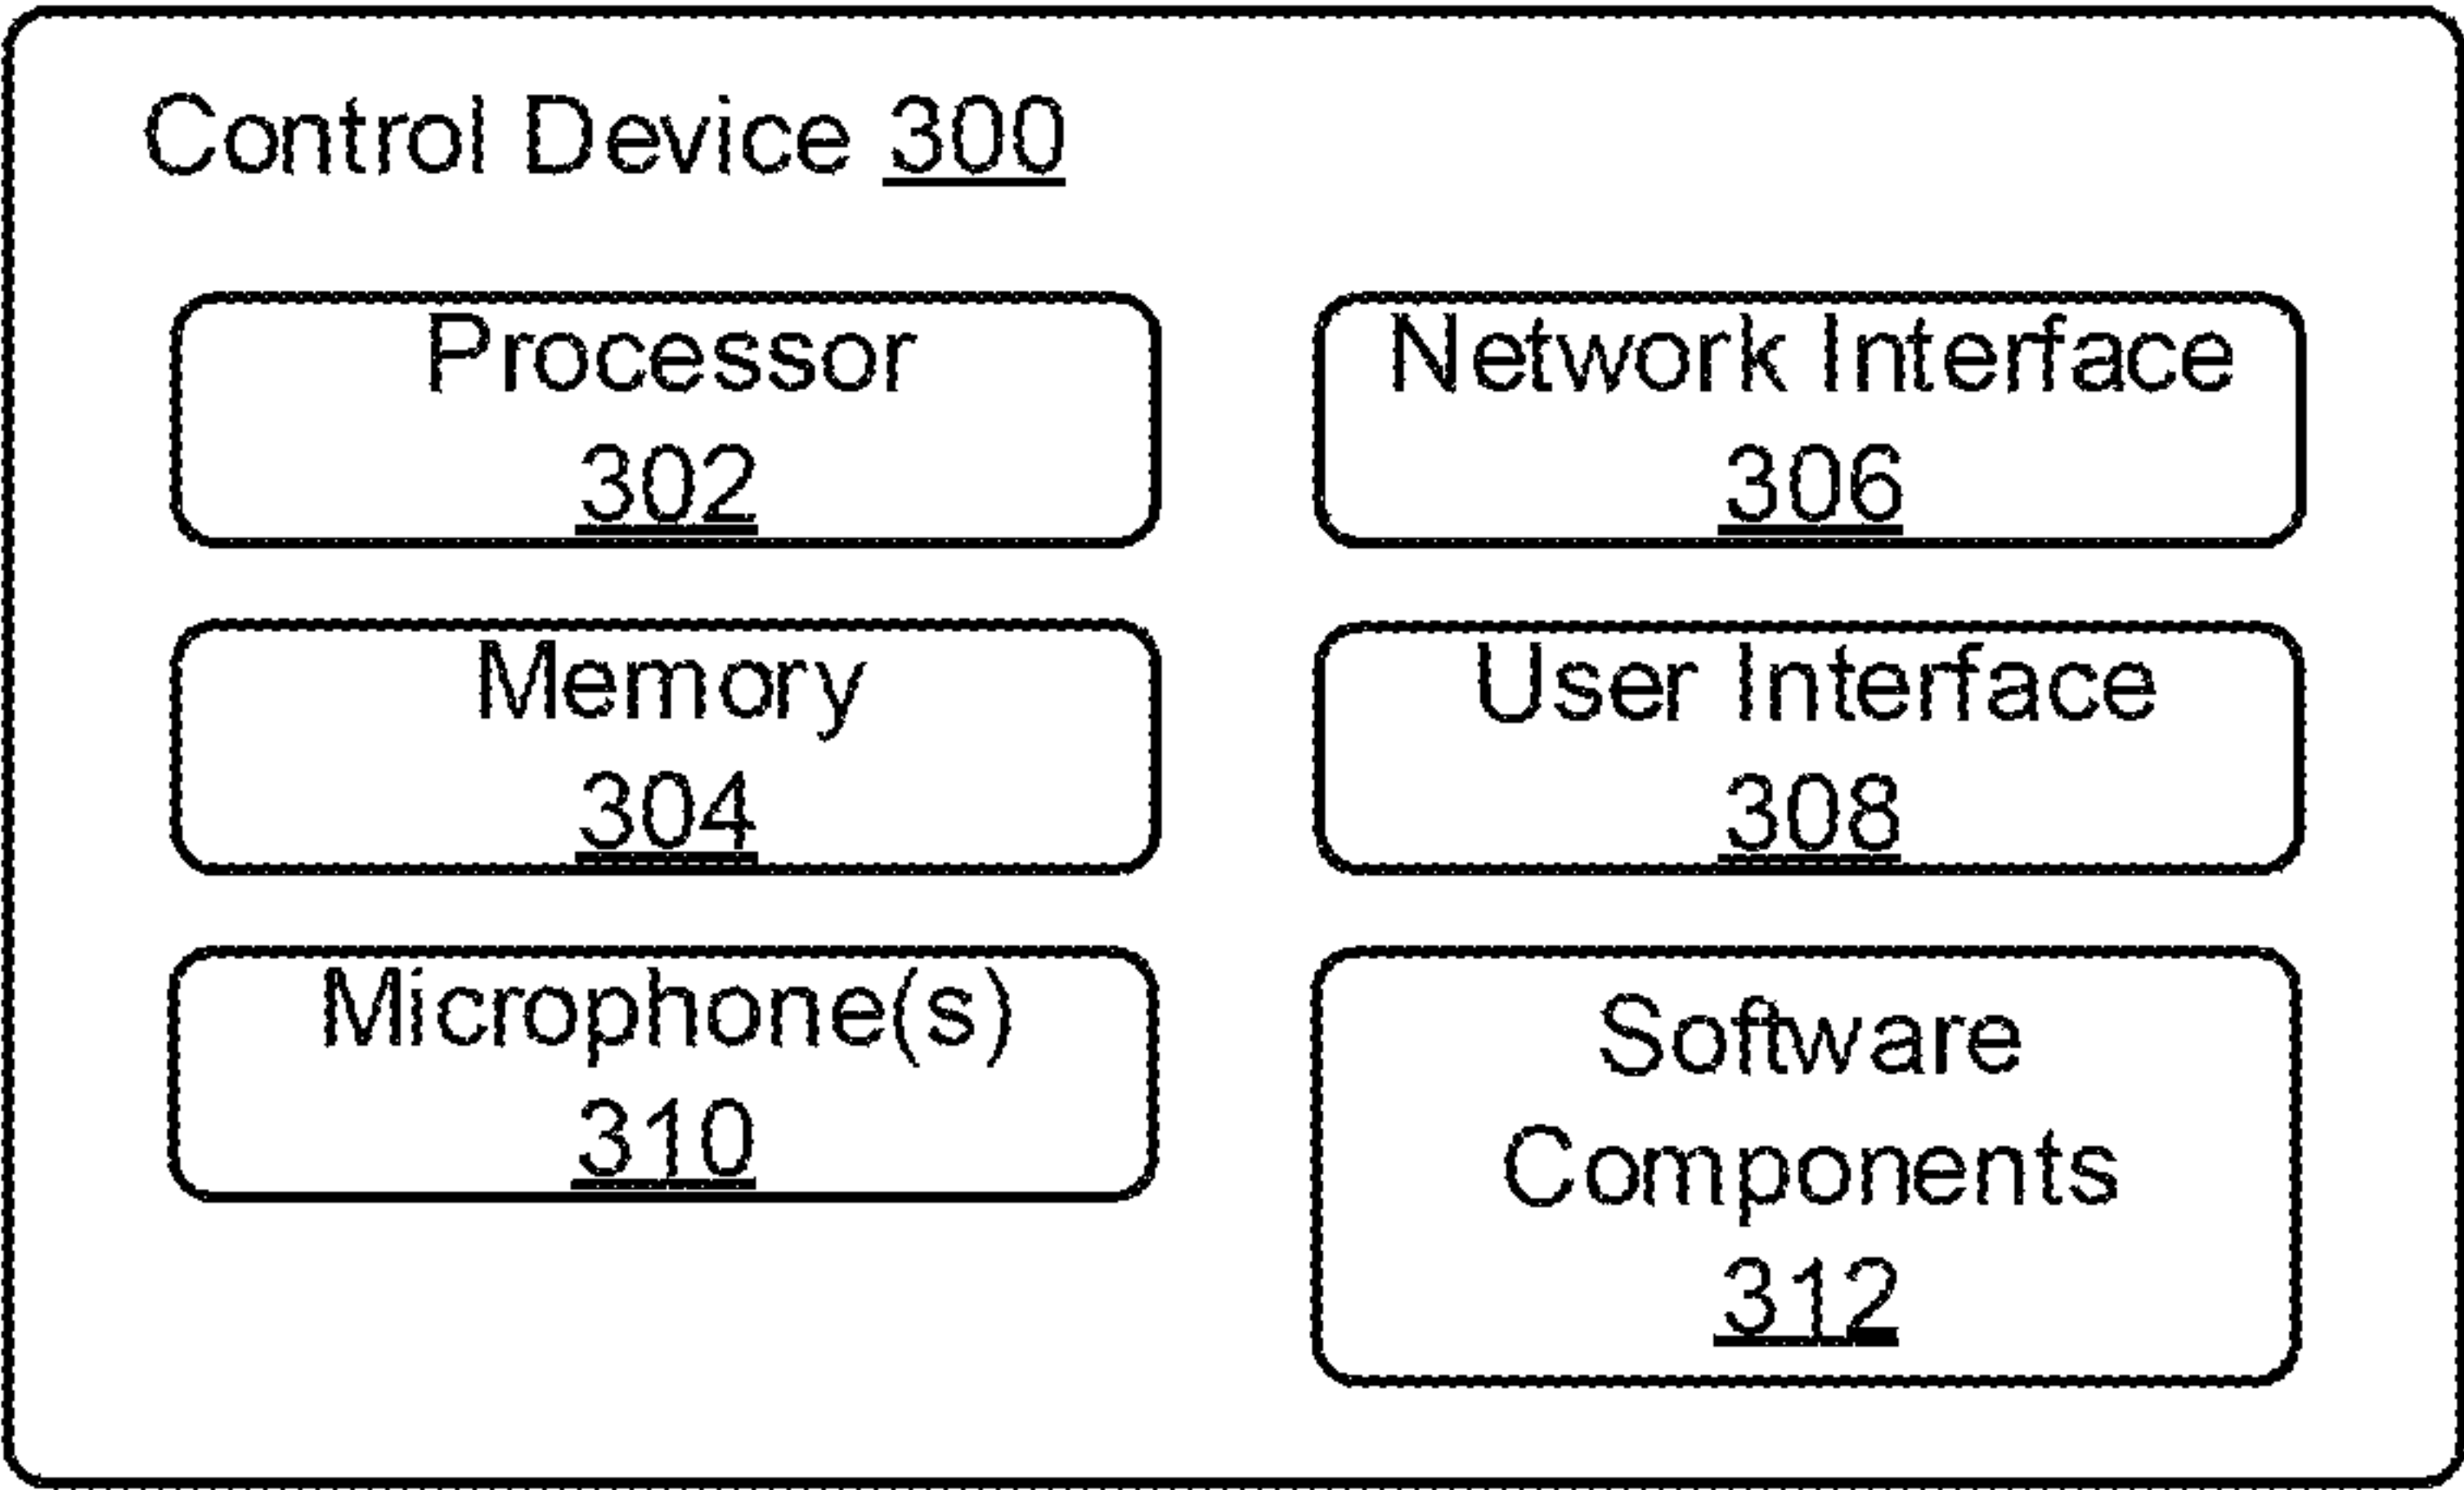 Control Device 300
Processor
302
Network Interface
306
Memory
304
User Interface
308
Microphone(s)
310
Software
Components
312